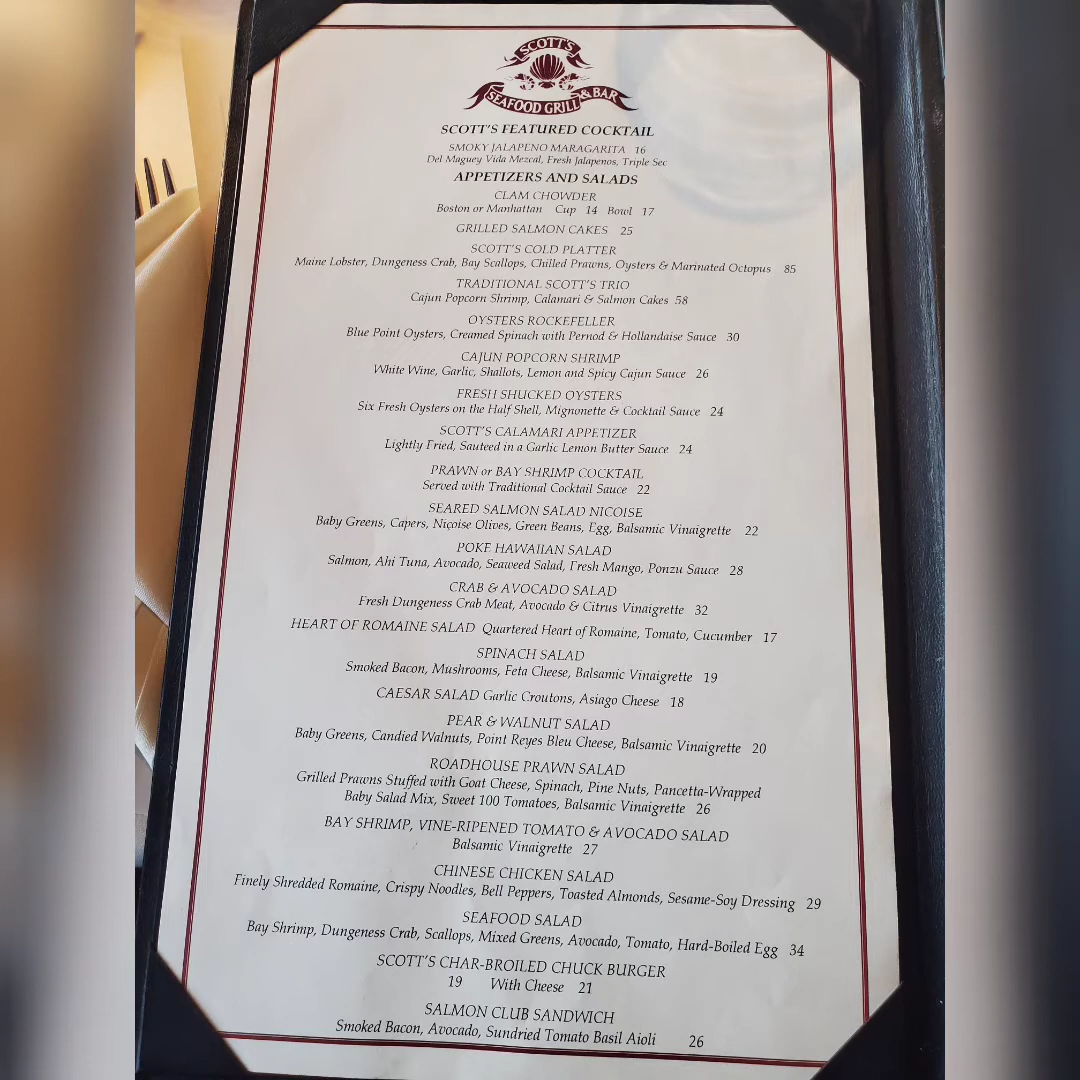 SCOTT'S
SEAFOOD GRILL & BAR
SCOTT'S FEATURED COCKTAIL
SMOKY JALAPENO MARAGARITA 16
Del Maguey Vida Mezcal, Fresh Jalapenos, Triple Sec
APPETIZERS AND SALADS
CLAM CHOWDER
Boston or Manhattan Cup 14 Bowl 17
GRILLED SALMON CAKES 25
SCOTT'S COLD PLATTER
Maine Lobster, Dungeness Crab, Bay Scallops, Chilled Prawns, Oysters & Marinated Octopus 85
TRADITIONAL SCOTT'S TRIO
Cajun Popcorn Shrimp, Calamari & Salmon Cakes 58
OYSTERS ROCKEFELLER
Blue Point Oysters, Creamed Spinach with Pernod & Hollandaise Sauce 30
CAJUN POPCORN SHRIMP
White Wine, Garlic, Shallots, Lemon and Spicy Cajun Sauce 26
FRESH SHUCKED OYSTERS
Six Fresh Oysters on the Half Shell, Mignonette & Cocktail Sauce 24
SCOTT'S CALAMARI APPETIZER
Lightly Fried, Sauteed in a Garlic Lemon Butter Sauce 24
PRAWN or BAY SHRIMP COCKTAIL
Served with Traditional Cocktail Sauce 22
SEARED SALMON SALAD NICOISE
Baby Greens, Capers, Niçoise Olives, Green Beans, Egg, Balsamic Vinaigrette 22
POKE HAWAIIAN SALAD
Salmon, Ahi Tuna, Avocado, Seaweed Salad, Fresh Mango, Ponzu Sauce 28
CRAB & AVOCADO SALAD
Fresh Dungeness Crab Meat, Avocado & Citrus Vinaigrette 32
HEART OF ROMAINE SALAD Quartered Heart of Romaine, Tomato, Cucumber 17
SPINACH SALAD
Smoked Bacon, Mushrooms, Feta Cheese, Balsamic Vinaigrette 19
CAESAR SALAD Garlic Croutons, Asiago Cheese 18
PEAR & WALNUT SALAD
Baby Greens, Candied Walnuts, Point Reyes Bleu Cheese, Balsamic Vinaigrette 20
ROADHOUSE PRAWN SALAD
Grilled Prawns Stuffed with Goat Cheese, Spinach, Pine Nuts, Pancetta-Wrapped
Baby Salad Mix, Sweet 100 Tomatoes, Balsamic Vinaigrette 26
BAY SHRIMP, VINE-RIPENED TOMATO & AVOCADO SALAD
Balsamic Vinaigrette 27
CHINESE CHICKEN SALAD
Finely Shredded Romaine, Crispy Noodles, Bell Peppers, Toasted Almonds, Sesame-Soy Dressing 29
SEAFOOD SALAD
Bay Shrimp, Dungeness Crab, Scallops, Mixed Greens, Avocado, Tomato, Hard-Boiled Egg 34
SCOTT'S CHAR-BROILED CHUCK BURGER
19 With Cheese 21
SALMON CLUB SANDWICH
Smoked Bacon, Avocado, Sundried Tomato Basil Aioli 26